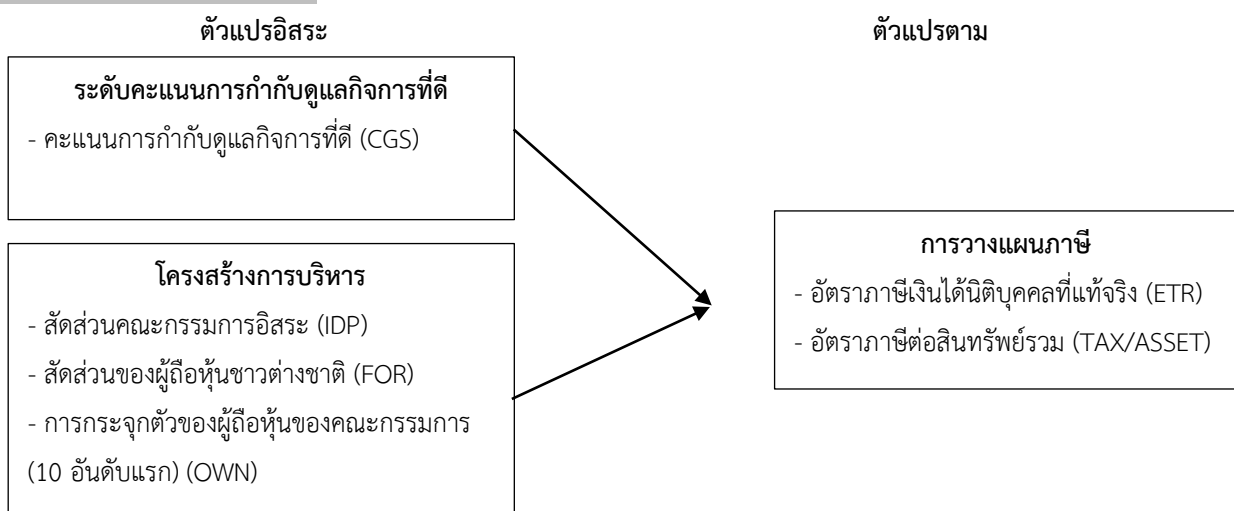 ตัวแปรอิสระ
ตัวแปรตาม
ระดับคะแนนการกำกับดูแลกิจการที่ดี
- คะแนนการกำกับดูแลกิจการที่ดี (CGS)
โครงสร้างการบริหาร
- สัดส่วนคณะกรรมการอิสระ (IDP)
- สัดส่วนของผู้ถือหุ้นชาวต่างชาติ (FOR)
- การกระจุกตัวของผู้ถือหุ้นของคณะกรรมการ
(10 อันดับแรก) (OWN)
การวางแผนภาษี
- อัตราภาษีเงินได้นิติบุคคลที่แท้จริง (ETR)
- อัตราภาษีต่อสินทรัพย์รวม (TAX/ASSET)